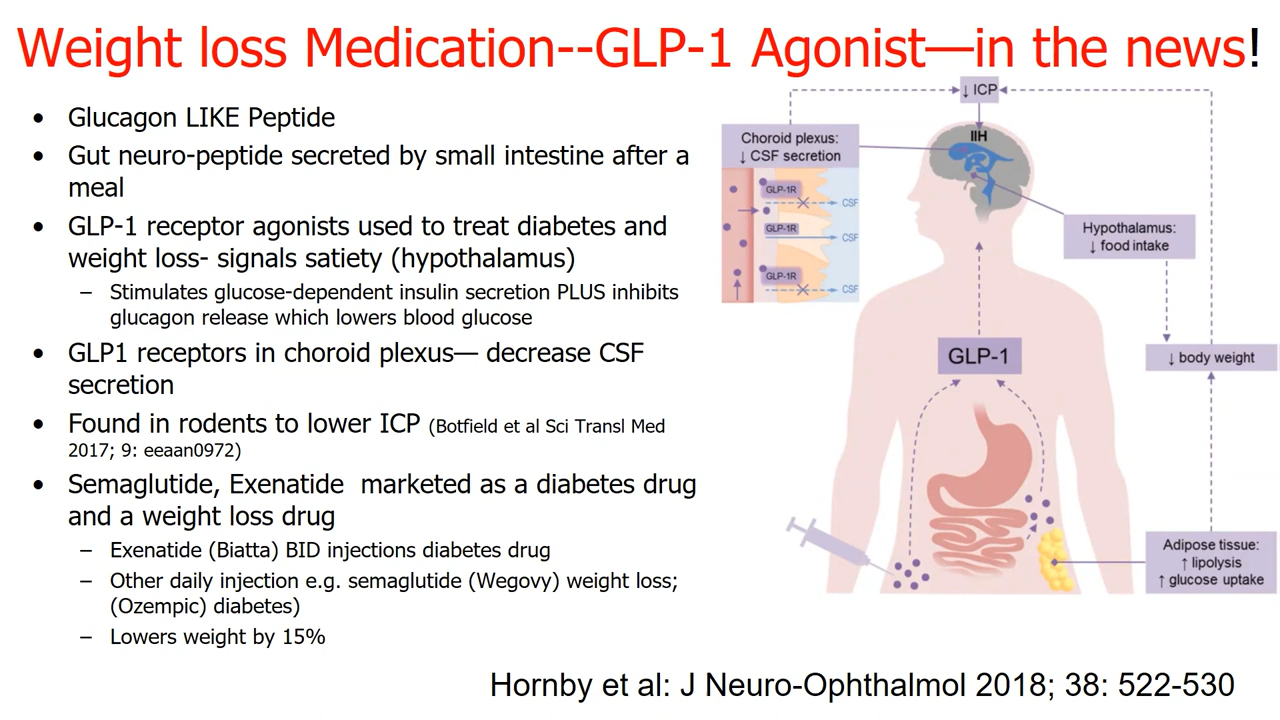 Weight loss Medication--GLP-1 Agonist—in the news!
• Glucagon LIKE Peptide
• Gut neuro-peptide secreted by small intestine after a
meal
• GLP-1 receptor agonists used to treat diabetes and
weight loss- signals satiety (hypothalamus)
– Stimulates glucose-dependent insulin secretion PLUS inhibits
glucagon release which lowers blood glucose
• GLP1 receptors in choroid plexus— decrease CSF
secretion
• Found in rodents to lower ICP (Botfield et al Sci Transl Med
2017; 9: eeaan0972)
• Semaglutide, Exenatide marketed as a diabetes drug
and a weight loss drug
– Exenatide (Biatta) BID injections diabetes drug
– Other daily injection e.g. semaglutide (Wegovy) weight loss;
(Ozempic) diabetes)
– Lowers weight by 15%
↓ ICP
IIH
Choroid plexus:
↓ CSF secretion
GLP-1R
CSF
GLP-1R
CSF
GLP-1R
CSF
Hypothalamus:
↓ food intake
GLP-1
↓ body weight
Adipose tissue:
↑ lipolysis
↑ glucose uptake
Hornby et al: J Neuro-Ophthalmol 2018; 38: 522-530